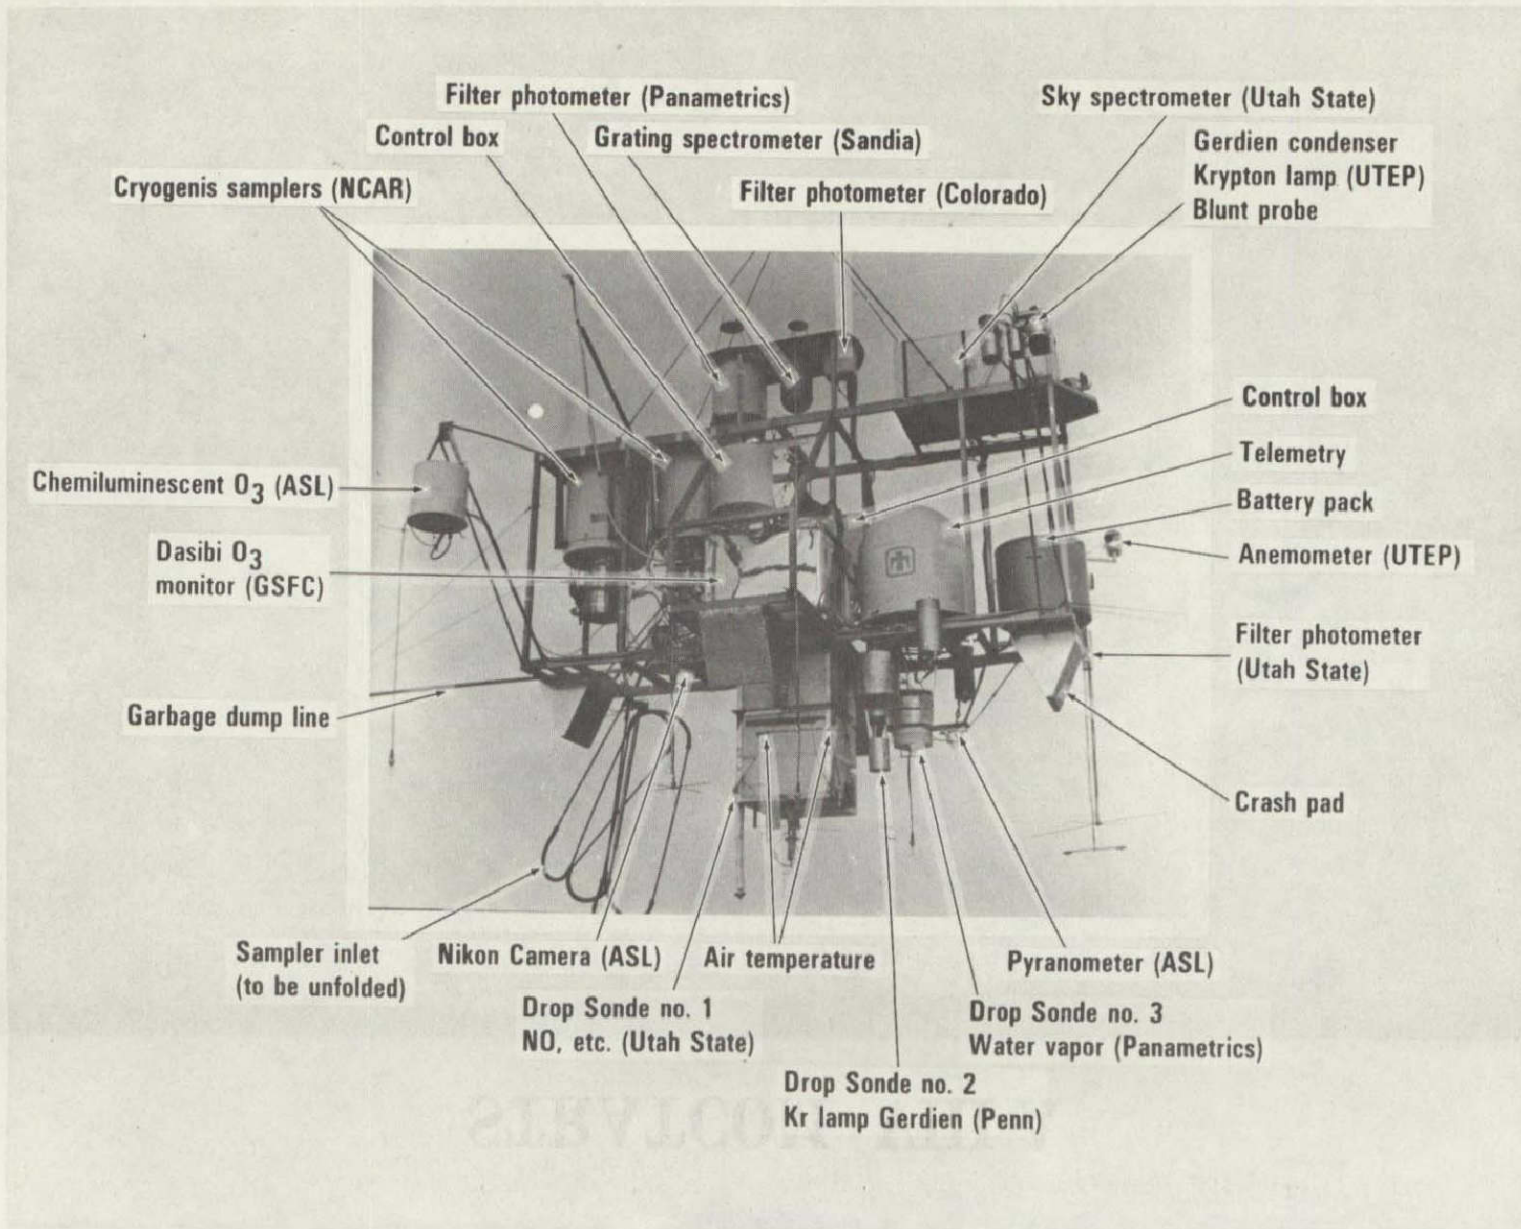 Filter photometer (Panametrics)
Sky spectrometer (Utah State)
Control box
Grating spectrometer (Sandia)
Gerdien condenser
Krypton lamp (UTEP)
Blunt probe
Cryogenis samplers (NCAR)
Filter photometer (Colorado)
Control box
Telemetry
Battery pack
Chemiluminescent O3 (ASL)
Dasibi O3
monitor (GSFC)
Anemometer (UTEP)
Filter photometer
(Utah State)
Garbage dump line
Crash pad
Sampler inlet
(to be unfolded)
Nikon Camera (ASL)
Air temperature
Pyranometer (ASL)
Drop Sonde no. 1
NO, etc. (Utah State)
Drop Sonde no. 3
Water vapor (Panametrics)
Drop Sonde no. 2
Kr lamp Gerdien (Penn)